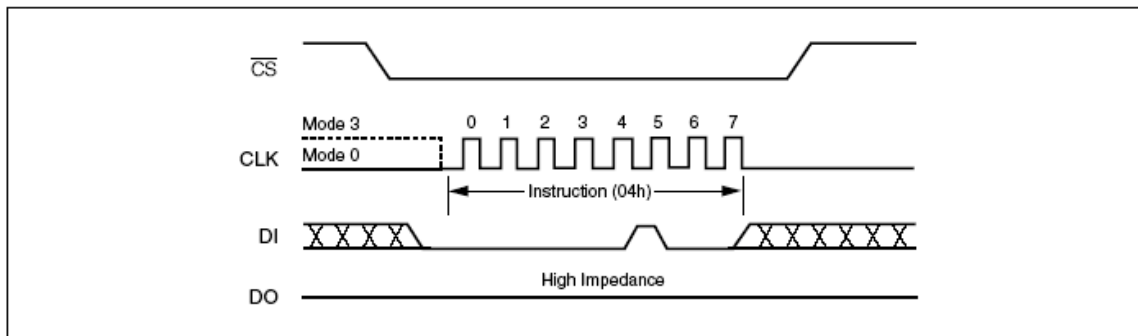 CS
Mode 3
0 1 2 3 4 5 6 7
CLK
Mode 0
Instruction (04h)
DI
High Impedance
DO